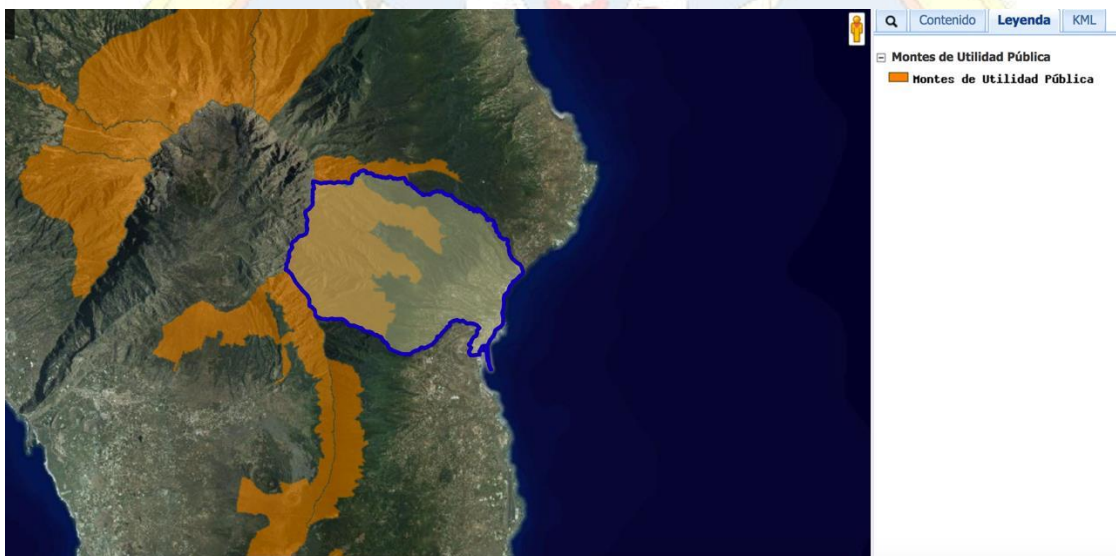 Contenido
Leyenda
KML
Montes de Utilidad Pública
Montes de Utilidad Pública